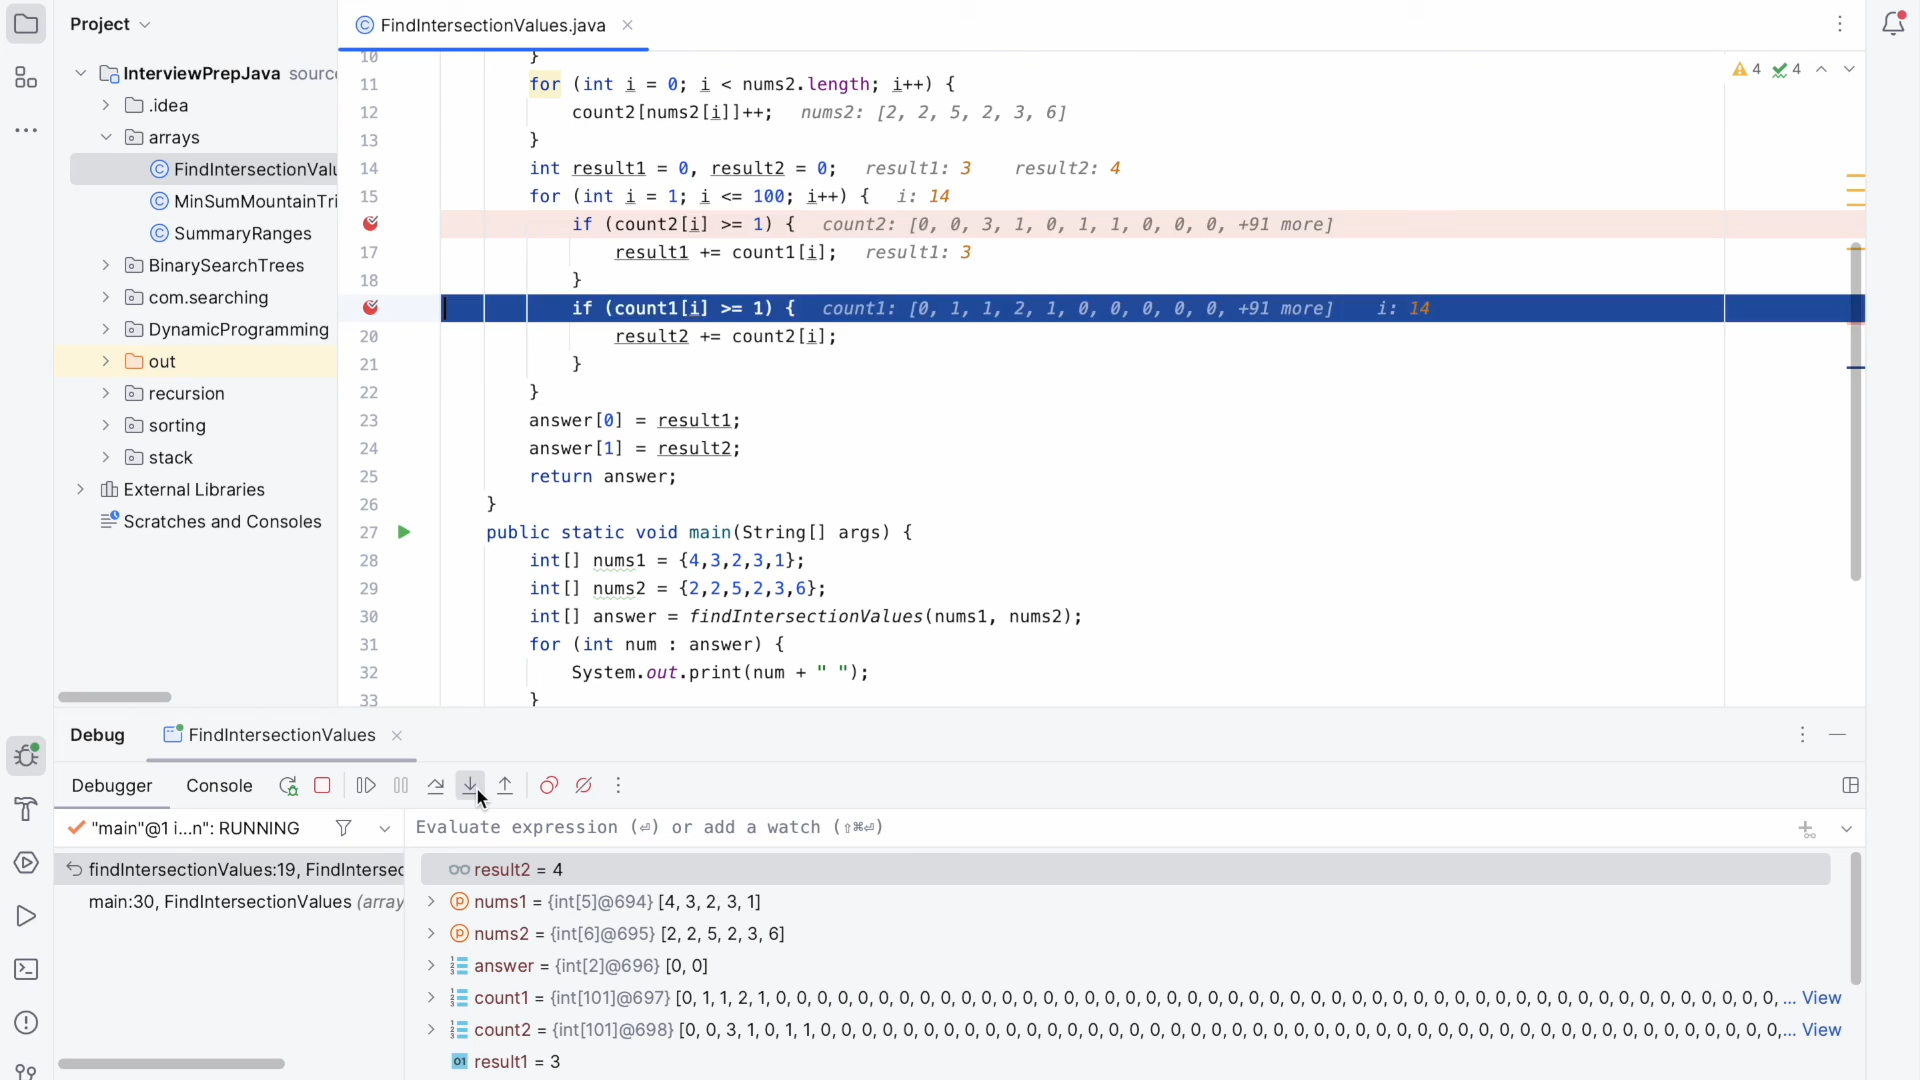 Project
FindIntersectionValues.java
InterviewPrepJava sourc
.idea
arrays
FindIntersectionValu
MinSumMountainTri
SummaryRanges
BinarySearchTrees
com.searching
DynamicProgramming
out
recursion
sorting
stack
External Libraries
Scratches and Consoles
4 4
10 }
11 for (int i = 0; i < nums2.length; i++) {
12 count2[nums2[i]]++; nums2: [2, 2, 5, 2, 3, 6]
13 }
14 int result1 = 0, result2 = 0; result1: 3 result2: 4
15 for (int i = 1; i <= 100; i++) { i: 14
if (count2[i] >= 1) { count2: [0, 0, 3, 1, 0, 1, 1, 0, 0, 0, +91 more]
17 result1 += count1[i]; result1: 3
18 }
if (count1[i] >= 1) { count1: [0, 1, 1, 2, 1, 0, 0, 0, 0, 0, +91 more] i: 14
20 result2 += count2[i];
21 }
22 }
23 answer[0] = result1;
24 answer[1] = result2;
25 return answer;
26 }
27 public static void main(String[] args) {
28 int[] nums1 = {4,3,2,3,1};
29 int[] nums2 = {2,2,5,2,3,6};
30 int[] answer = findIntersectionValues(nums1, nums2);
31 for (int num : answer) {
32 System.out.print(num + " ");
33 }
Debug FindIntersectionValues
Debugger Console
"main"@1 i...n": RUNNING
findIntersectionValues:19, FindIntersec
main:30, FindIntersectionValues (array
Evaluate expression (⏎) or add a watch (⇧⌘⏎)
result2 = 4
nums1 = {int[5]@694} [4, 3, 2, 3, 1]
nums2 = {int[6]@695} [2, 2, 5, 2, 3, 6]
answer = {int[2]@696} [0, 0]
count1 = {int[101]@697} [0, 1, 1, 2, 1, 0, 0, 0, 0, 0, 0, 0, 0, 0, 0, 0, 0, 0, 0, 0, 0, 0, 0, 0, 0, 0, 0, 0, 0, 0, 0, 0, 0, 0, 0, 0, 0, 0, 0, 0, 0, 0, 0, 0, 0, 0, 0, 0, 0, 0, 0, 0, 0, 0, ... View
count2 = {int[101]@698} [0, 0, 3, 1, 0, 1, 1, 0, 0, 0, 0, 0, 0, 0, 0, 0, 0, 0, 0, 0, 0, 0, 0, 0, 0, 0, 0, 0, 0, 0, 0, 0, 0, 0, 0, 0, 0, 0, 0, 0, 0, 0, 0, 0, 0, 0, 0, 0, 0, 0, 0, 0, 0, 0,... View
result1 = 3